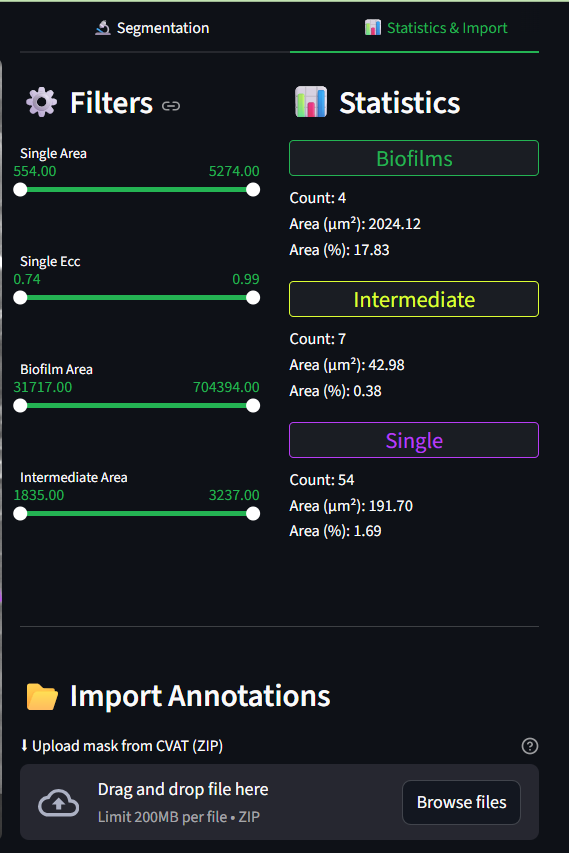 Segmentation
Statistics & Import
Filters
Single Area
554.00 5274.00
Single Ecc
0.74 0.99
Biofilm Area
31717.00 704394.00
Intermediate Area
1835.00 3237.00
Statistics
Biofilms
Count: 4
Area (µm²): 2024.12
Area (%): 17.83
Intermediate
Count: 7
Area (µm²): 42.98
Area (%): 0.38
Single
Count: 54
Area (µm²): 191.70
Area (%): 1.69
Import Annotations
⬇ Upload mask from CVAT (ZIP)
Drag and drop file here
Limit 200MB per file • ZIP
Browse files